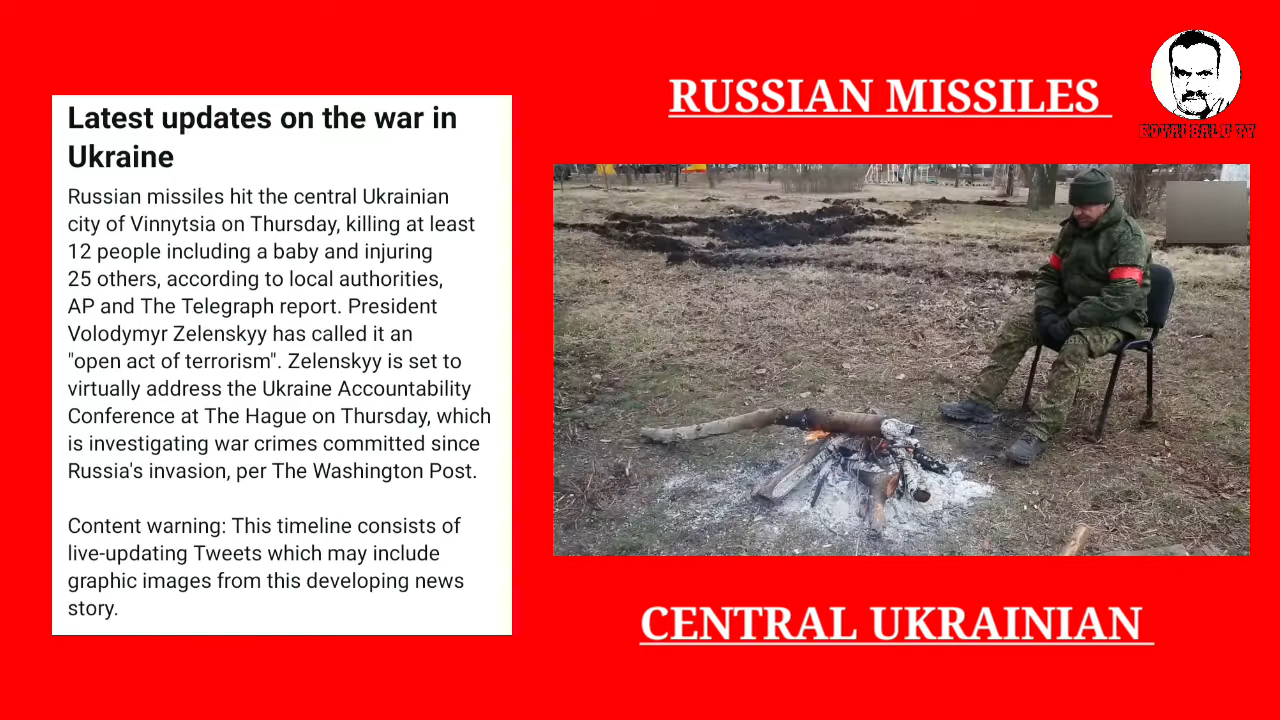 Latest updates on the war in
Ukraine
Russian missiles hit the central Ukrainian
city of Vinnytsia on Thursday, killing at least
12 people including a baby and injuring
25 others, according to local authorities,
AP and The Telegraph report. President
Volodymyr Zelenskyy has called it an
"open act of terrorism". Zelenskyy is set to
virtually address the Ukraine Accountability
Conference at The Hague on Thursday, which
is investigating war crimes committed since
Russia's invasion, per The Washington Post.
Content warning: This timeline consists of
live-updating Tweets which may include
graphic images from this developing news
story.
RUSSIAN MISSILES
CENTRAL UKRAINIAN